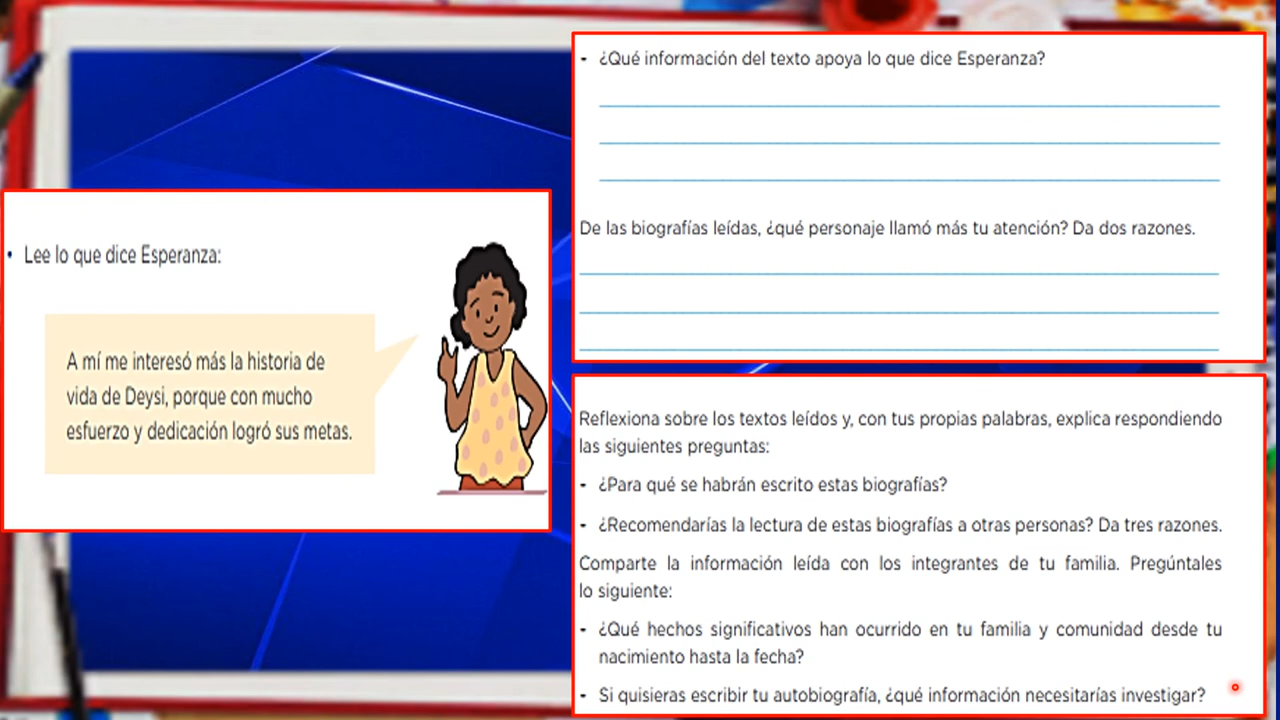 • Lee lo que dice Esperanza:
A mí me interesó más la historia de
vida de Deysi, porque con mucho
esfuerzo y dedicación logró sus metas.
- ¿Qué información del texto apoya lo que dice Esperanza?
De las biografías leídas, ¿qué personaje llamó más tu atención? Da dos razones.
Reflexiona sobre los textos leídos y, con tus propias palabras, explica respondiendo
las siguientes preguntas:
- ¿Para qué se habrán escrito estas biografías?
- ¿Recomendarías la lectura de estas biografías a otras personas? Da tres razones.
Comparte la información leída con los integrantes de tu familia. Pregúntales
lo siguiente:
- ¿Qué hechos significativos han ocurrido en tu familia y comunidad desde tu
nacimiento hasta la fecha?
- Si quisieras escribir tu autobiografía, ¿qué información necesitarías investigar?